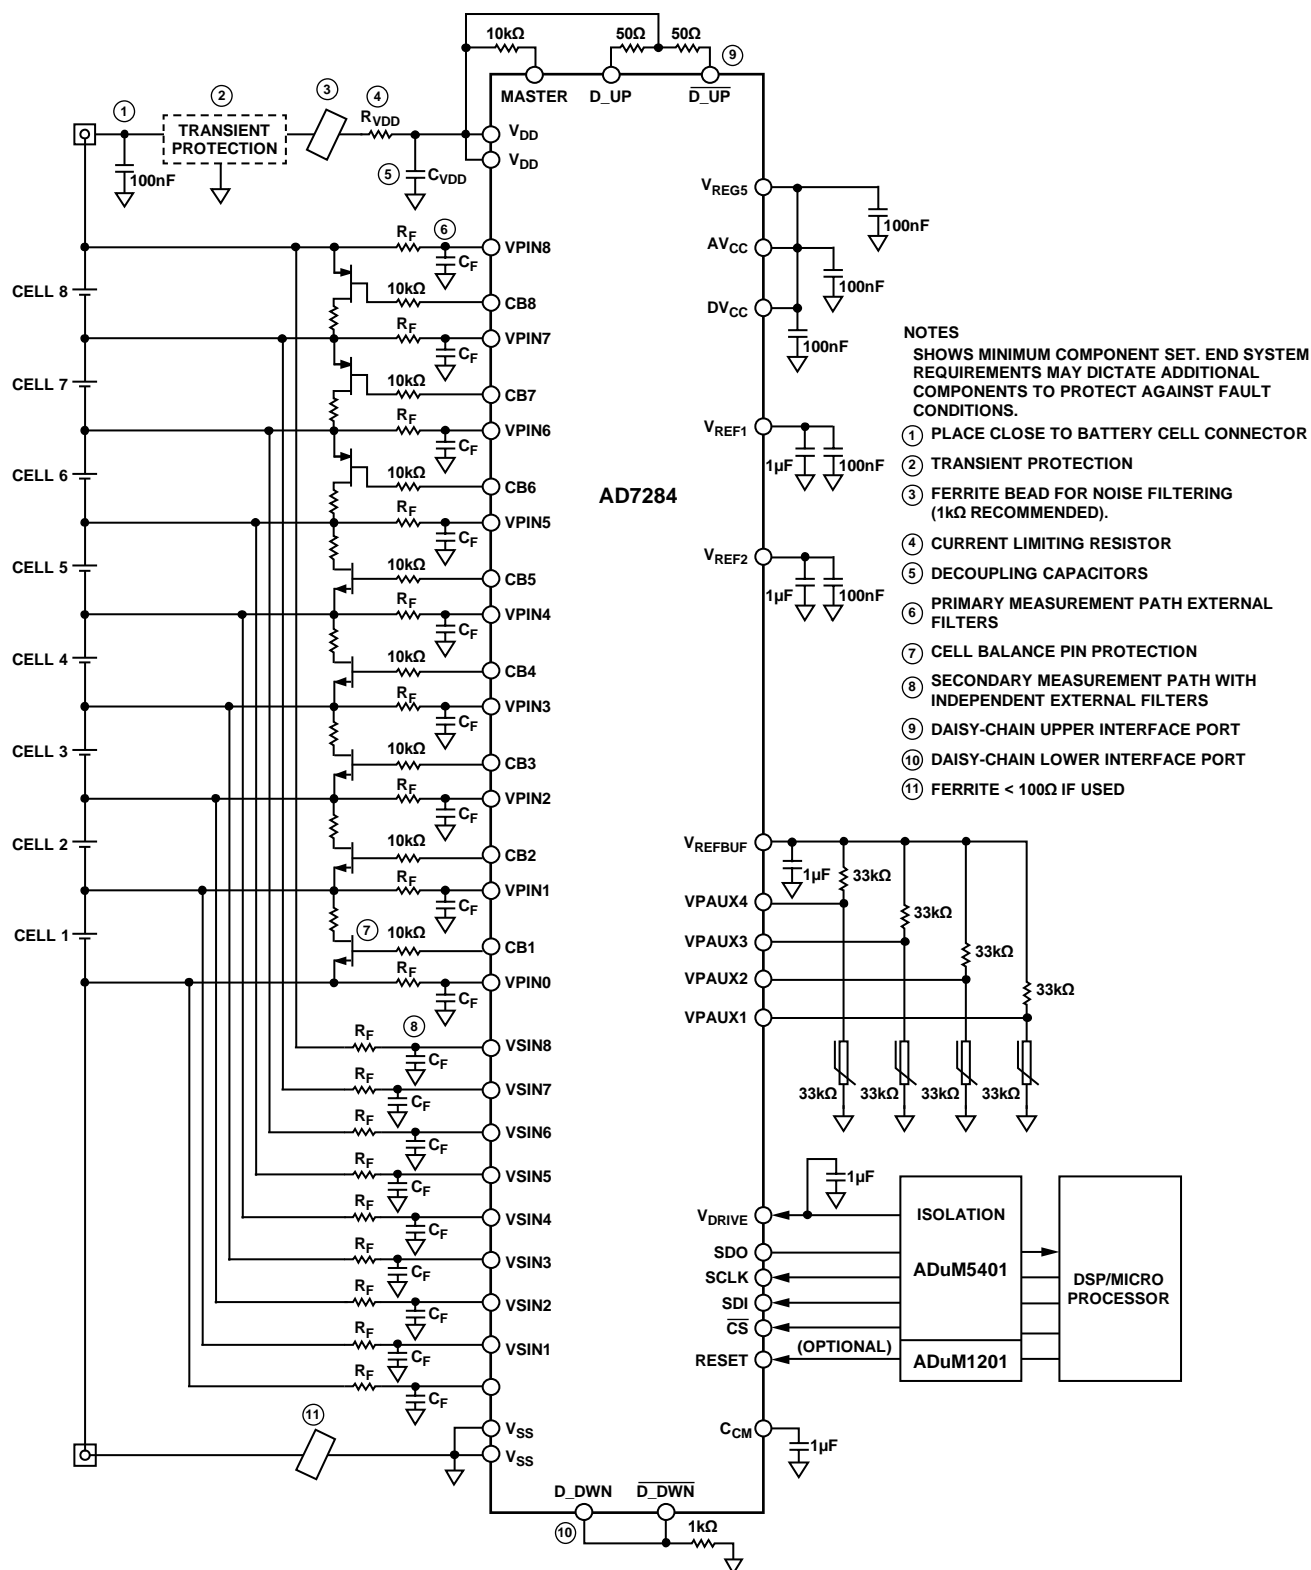 10kΩ
50Ω
50Ω
9
MASTER
D_UP
D_UP
1
2
3
4
TRANSIENT
PROTECTION
RVDD
VDD
VDD
100nF
5
CVDD
VREG5
100nF
AVCC
100nF
DVCC
100nF
RF
6
VPIN8
CF
CELL 8
10kΩ
CB8
RF
VPIN7
CF
CELL 7
10kΩ
CB7
RF
VPIN6
CF
CELL 6
10kΩ
CB6
RF
VPIN5
CF
CELL 5
10kΩ
CB5
RF
VPIN4
CF
CELL 4
10kΩ
CB4
RF
VPIN3
CF
CELL 3
10kΩ
CB3
RF
VPIN2
CF
CELL 2
10kΩ
CB2
RF
VPIN1
CF
CELL 1
7
10kΩ
CB1
RF
VPIN0
CF
AD7284
VREF1
1µF
100nF
VREF2
1µF
100nF
NOTES
SHOWS MINIMUM COMPONENT SET. END SYSTEM
REQUIREMENTS MAY DICTATE ADDITIONAL
COMPONENTS TO PROTECT AGAINST FAULT
CONDITIONS.
1 PLACE CLOSE TO BATTERY CELL CONNECTOR
2 TRANSIENT PROTECTION
3 FERRITE BEAD FOR NOISE FILTERING
(1kΩ RECOMMENDED).
4 CURRENT LIMITING RESISTOR
5 DECOUPLING CAPACITORS
6 PRIMARY MEASUREMENT PATH EXTERNAL
FILTERS
7 CELL BALANCE PIN PROTECTION
8 SECONDARY MEASUREMENT PATH WITH
INDEPENDENT EXTERNAL FILTERS
9 DAISY-CHAIN UPPER INTERFACE PORT
10 DAISY-CHAIN LOWER INTERFACE PORT
11 FERRITE < 100Ω IF USED
VREFBUF
1µF
33kΩ
VPAUX4
33kΩ
VPAUX3
33kΩ
VPAUX2
33kΩ
VPAUX1
33kΩ
33kΩ
33kΩ
33kΩ
RF
8
VSIN8
CF
RF
VSIN7
CF
RF
VSIN6
CF
RF
VSIN5
CF
RF
VSIN4
CF
RF
VSIN3
CF
RF
VSIN2
CF
RF
VSIN1
CF
RF
CF
11
VSS
VSS
1µF
VDRIVE
ISOLATION
SDO
ADuM5401
SCLK
SDI
CS
DSP/MICRO
PROCESSOR
RESET
(OPTIONAL)
ADuM1201
CCM
1µF
D_DWN
D_DWN
10
1kΩ